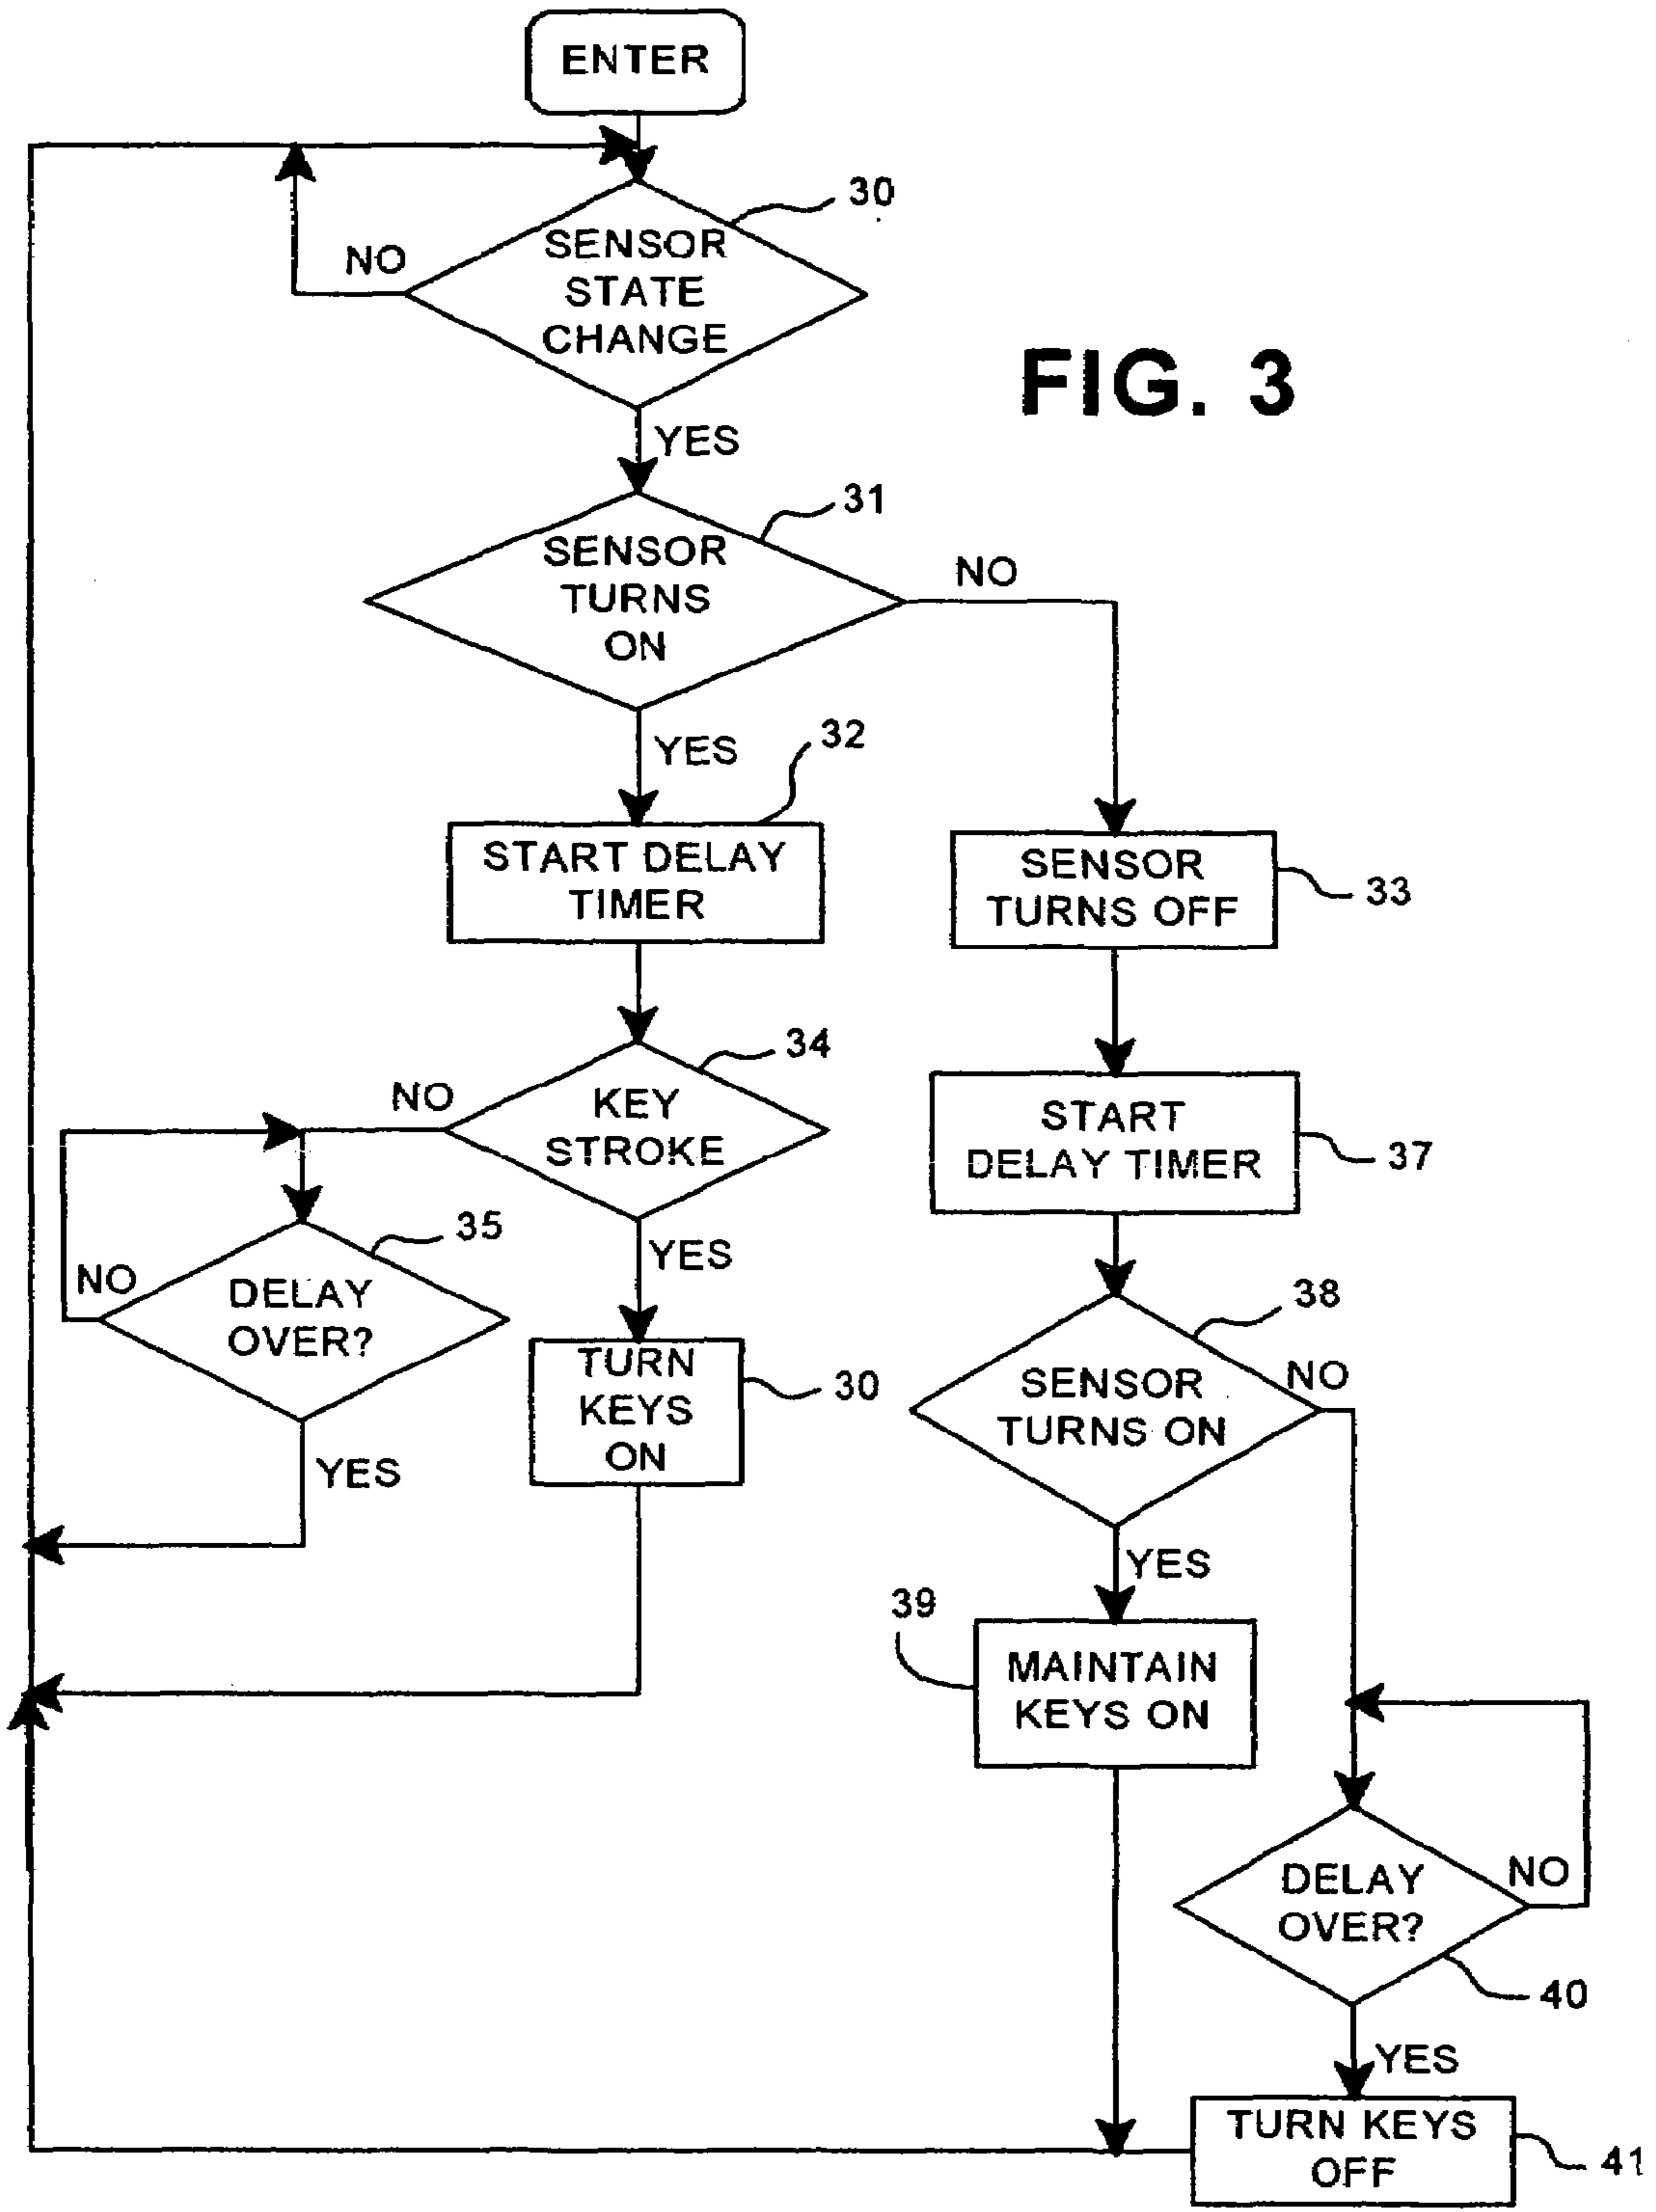 ENTER
30
SENSOR
STATE
CHANGE
NO
FIG. 3
YES
31
SENSOR
TURNS
ON
NO
YES
32
START DELAY
TIMER
SENSOR
TURNS OFF
33
34
KEY
STROKE
NO
START
DELAY TIMER
37
35
DELAY
OVER?
NO
YES
YES
TURN
KEYS
ON
30
38
SENSOR
TURNS ON
NO
YES
39
MAINTAIN
KEYS ON
DELAY
OVER?
NO
40
YES
TURN KEYS
OFF
41